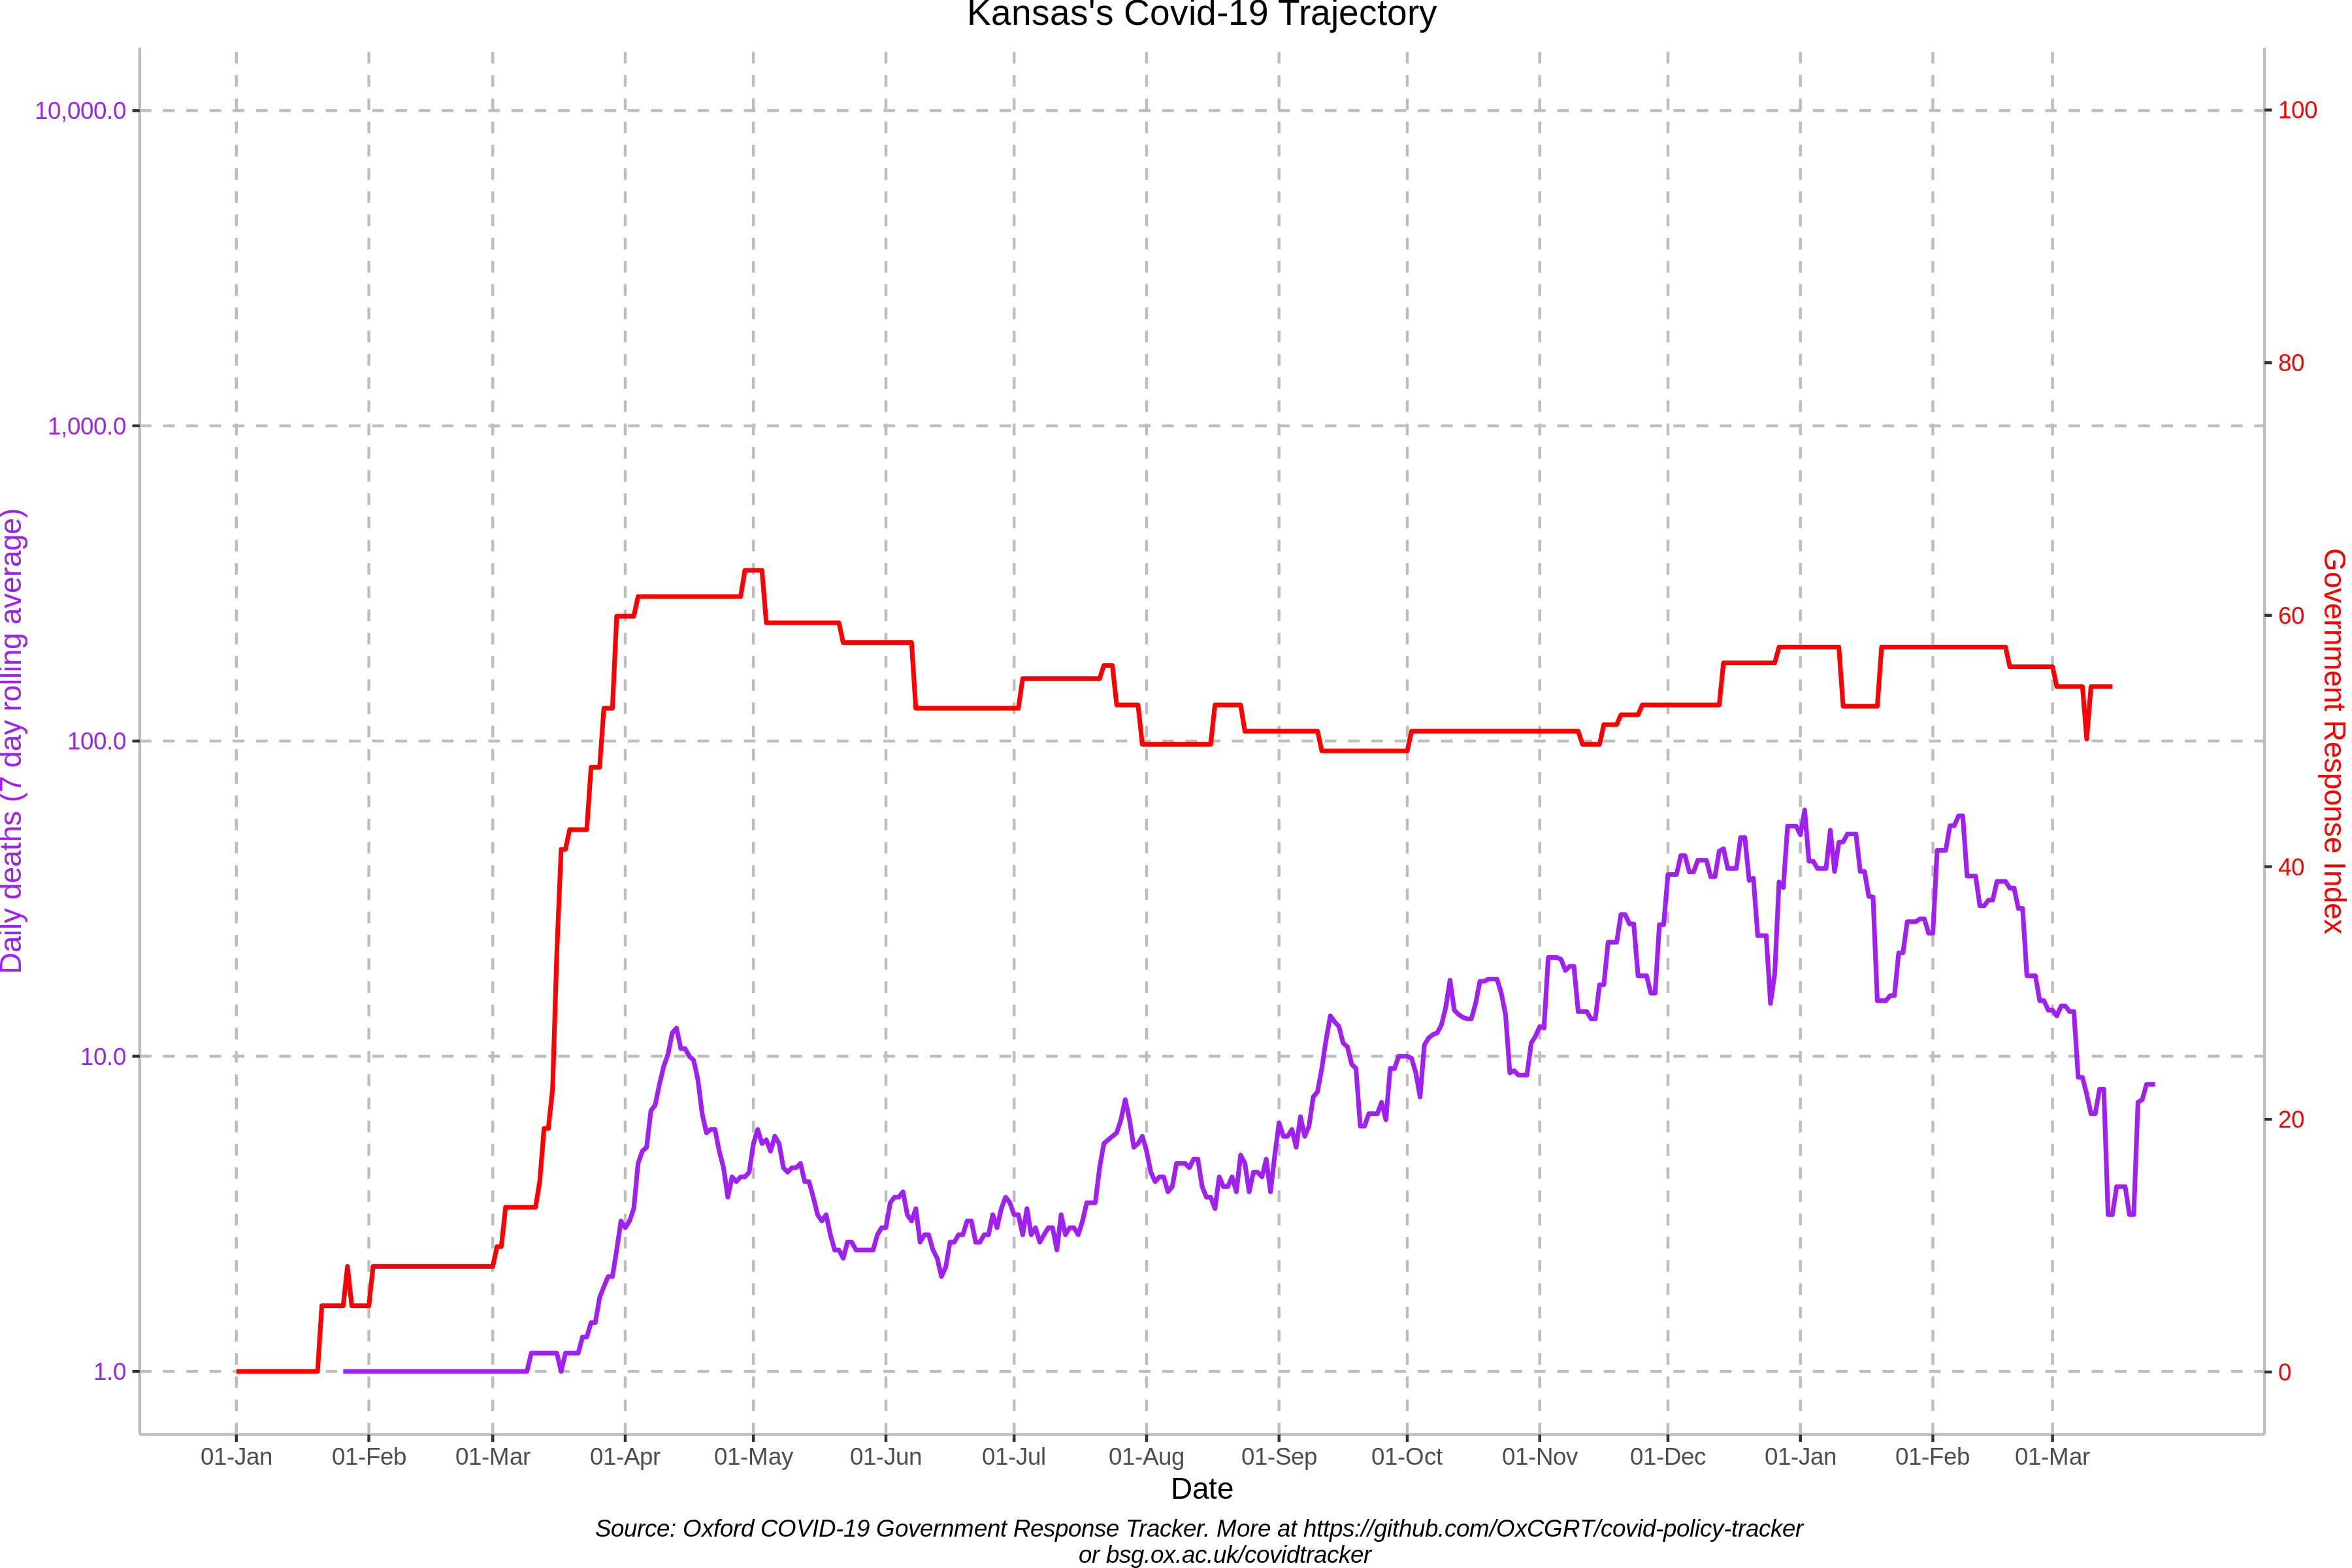 Kansas's Covid-19 Trajectory
10,000.0
1,000.0
100.0
10.0
1.0
Daily deaths (7 day rolling average)
100
80
60
40
20
0
Government Response Index
01-Jan 01-Feb 01-Mar 01-Apr 01-May 01-Jun 01-Jul 01-Aug 01-Sep 01-Oct 01-Nov 01-Dec 01-Jan 01-Feb 01-Mar
Date
Source: Oxford COVID-19 Government Response Tracker. More at https://github.com/OxCGRT/covid-policy-tracker
or bsg.ox.ac.uk/covidtracker